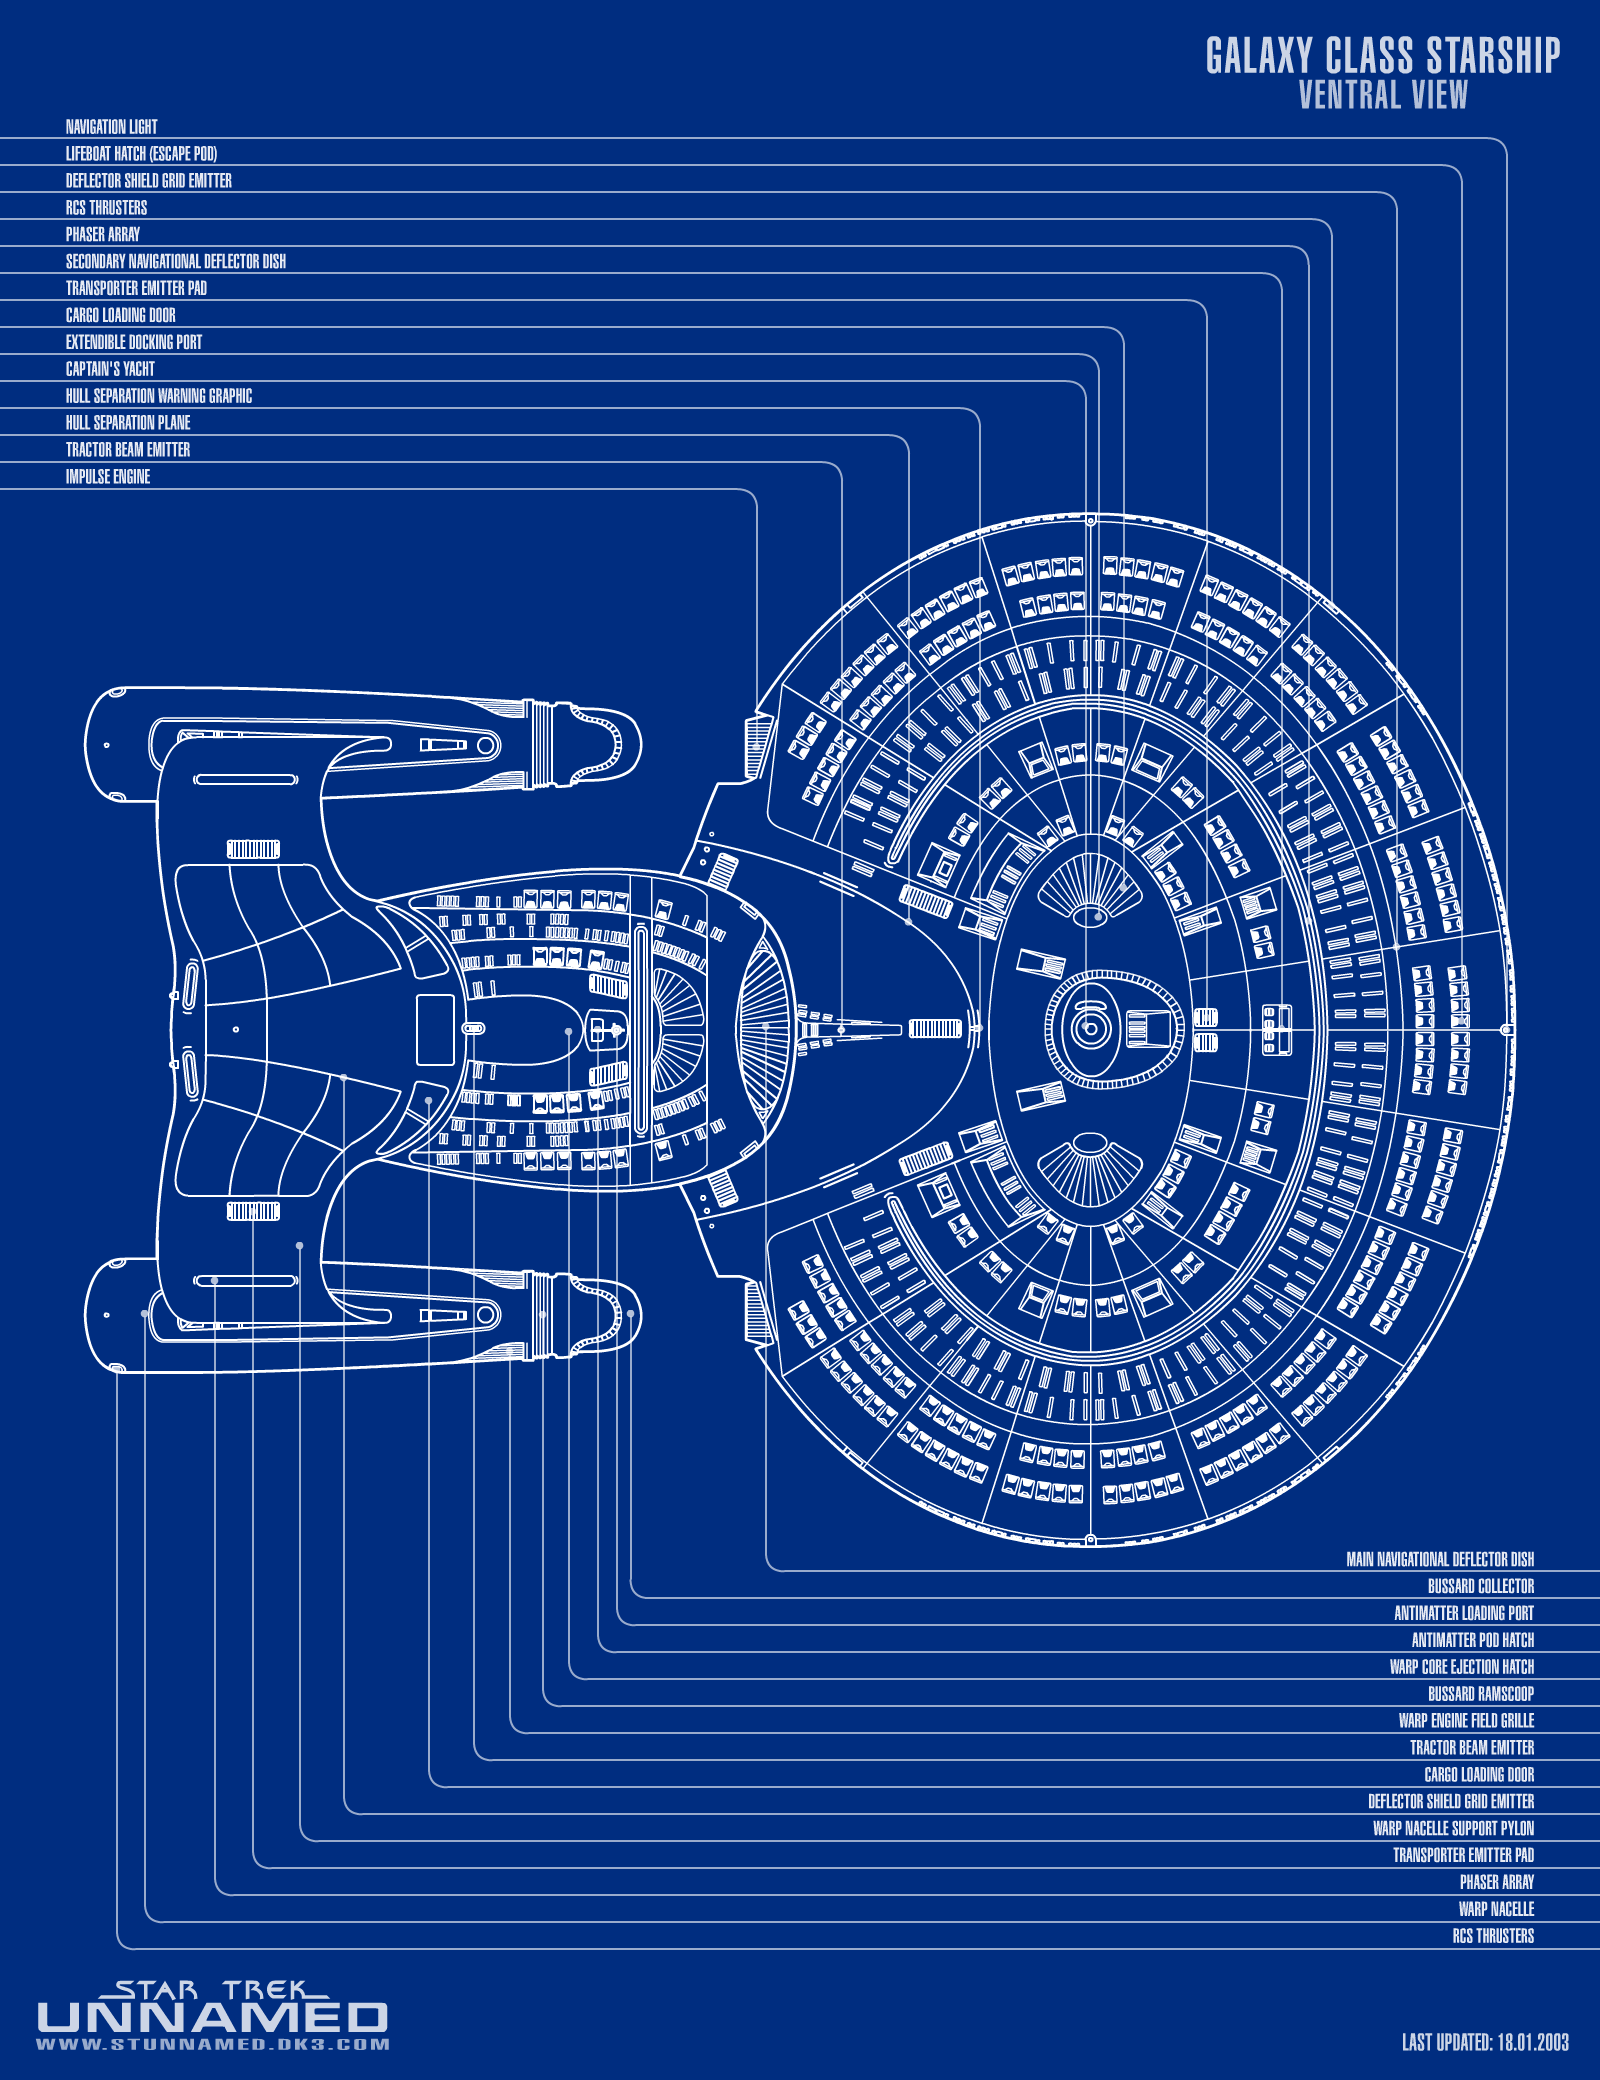 GALAXY CLASS STARSHIP
VENTRAL VIEW
NAVIGATION LIGHT
LIFEBOAT HATCH (ESCAPE POD)
DEFLECTOR SHIELD GRID EMITTER
RCS THRUSTERS
PHASER ARRAY
SECONDARY NAVIGATIONAL DEFLECTOR DISH
TRANSPORTER EMITTER PAD
CARGO LOADING DOOR
EXTENDIBLE DOCKING PORT
CAPTAIN'S YACHT
HULL SEPARATION WARNING GRAPHIC
HULL SEPARATION PLANE
TRACTOR BEAM EMITTER
IMPULSE ENGINE
MAIN NAVIGATIONAL DEFLECTOR DISH
BUSSARD COLLECTOR
ANTIMATTER LOADING PORT
ANTIMATTER POD HATCH
WARP CORE EJECTION HATCH
BUSSARD RAMSCOOP
WARP ENGINE FIELD GRILLE
TRACTOR BEAM EMITTER
CARGO LOADING DOOR
DEFLECTOR SHIELD GRID EMITTER
WARP NACELLE SUPPORT PYLON
TRANSPORTER EMITTER PAD
PHASER ARRAY
WARP NACELLE
RCS THRUSTERS
STAR TREK
UNNAMED
WWW.STUNNAMED.DK3.COM
LAST UPDATED: 18.01.2003